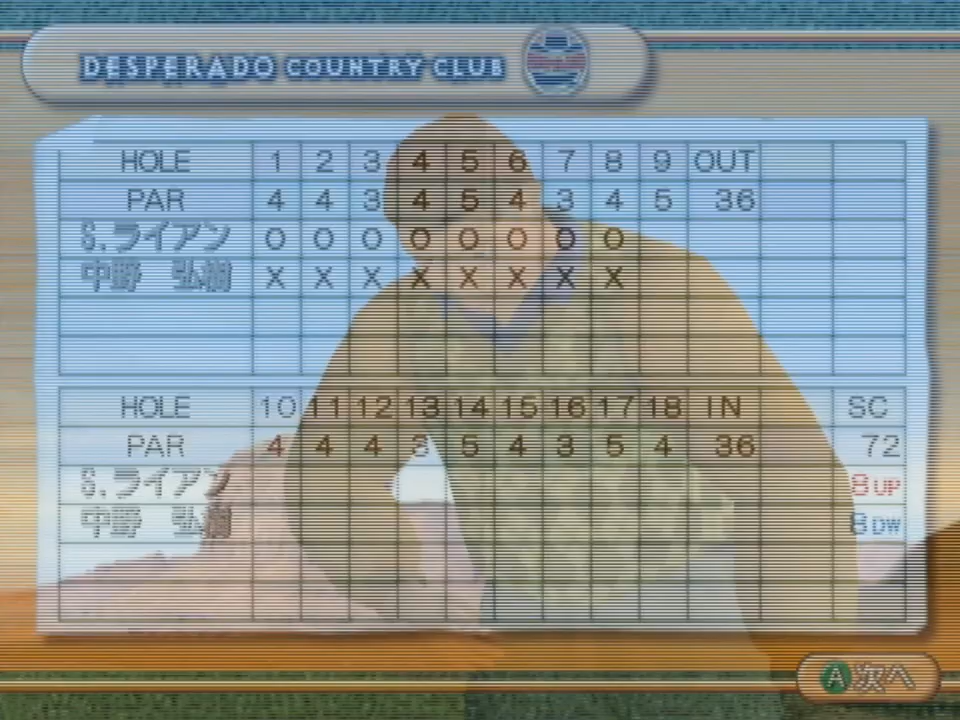 DESPERADO COUNTRY CLUB
HOLE 1 2 3 4 5 6 7 8 9 OUT
PAR 4 4 3 4 5 4 3 4 5 36
S.ライアン O O O O O O O O
中野 弘樹 X X X X X X X X
HOLE 10 11 12 13 14 15 16 17 18 IN SC
PAR 4 4 4 3 5 4 3 5 4 36 72
S.ライアン 8UP
中野 弘樹 8DW
A次へ